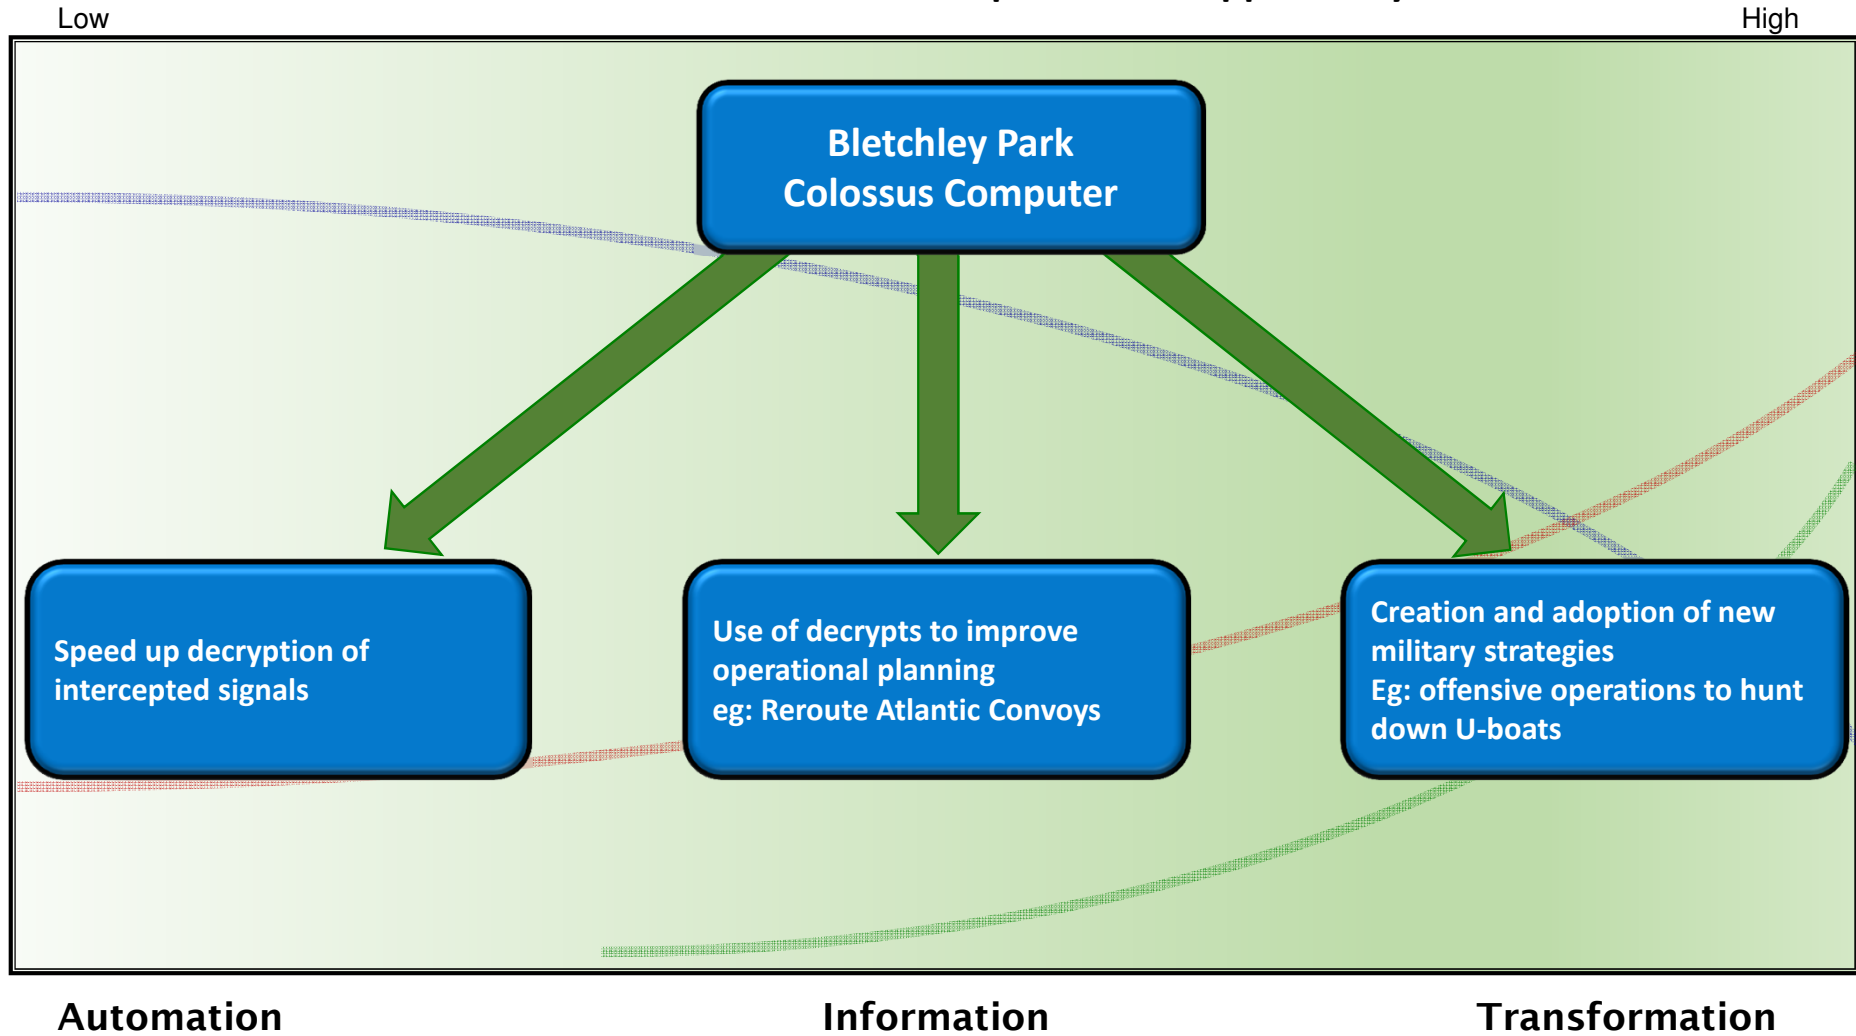 Low
High
Bletchley Park
Colossus Computer
Speed up decryption of
intercepted signals
Use of decrypts to improve
operational planning
eg: Reroute Atlantic Convoys
Creation and adoption of new
military strategies
Eg: offensive operations to hunt
down U-boats
Automation
Information
Transformation